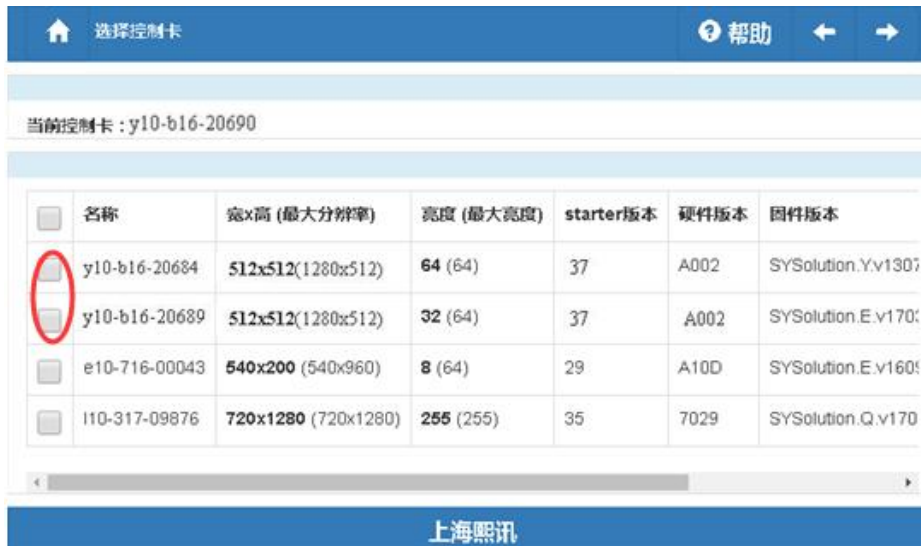 选择控制卡 帮助
当前控制卡：y10-b16-20690
名称 宽x高 (最大分辨率) 亮度 (最大亮度) starter版本 硬件版本 固件版本
y10-b16-20684 512x512(1280x512) 64 (64) 37 A002 SYSolution.Y.v1307
y10-b16-20689 512x512(1280x512) 32 (64) 37 A002 SYSolution.E.v170
e10-716-00043 540x200 (540x960) 8 (64) 29 A10D SYSolution.E.v160
l10-317-09876 720x1280 (720x1280) 255 (255) 35 7029 SYSolution.Q.v170
上海熙讯